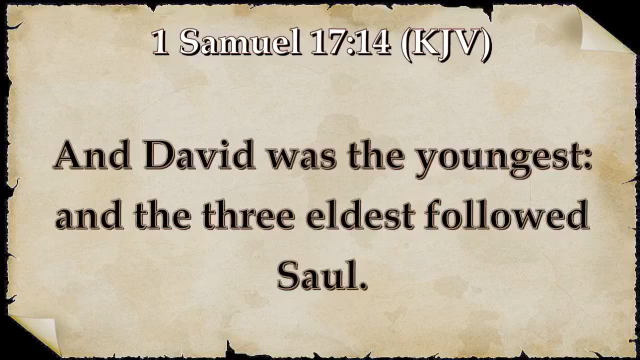 1 Samuel 17:14 (KJV)
And David was the youngest:
and the three eldest followed
Saul.